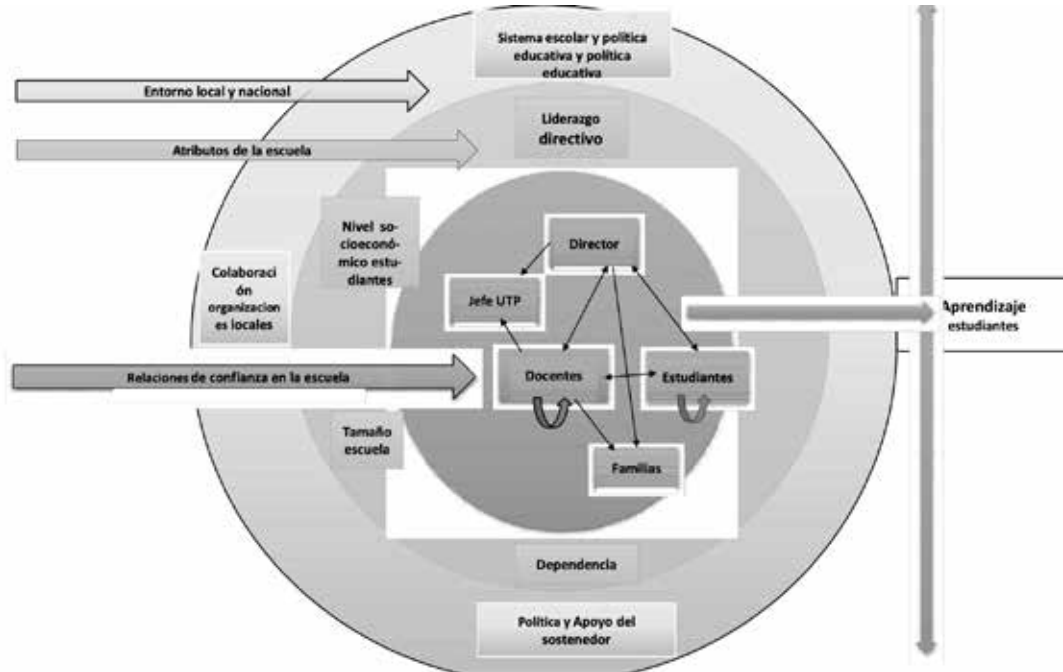 Sistema escolar y política
educativa y política
educativa
Entorno local y nacional
Liderazgo
directivo
Atributos de la escuela
Nivel so-
cioeconó-
mico estu-
diantes
Director
Colaboraci
ón
organizacion
es locales
Jefe UTP
Aprendizaje
estudiantes
Relaciones de confianza en la escuela
Docentes
Estudiantes
Tamaño
escuela
Familias
Dependencia
Política y Apoyo del
sostenedor